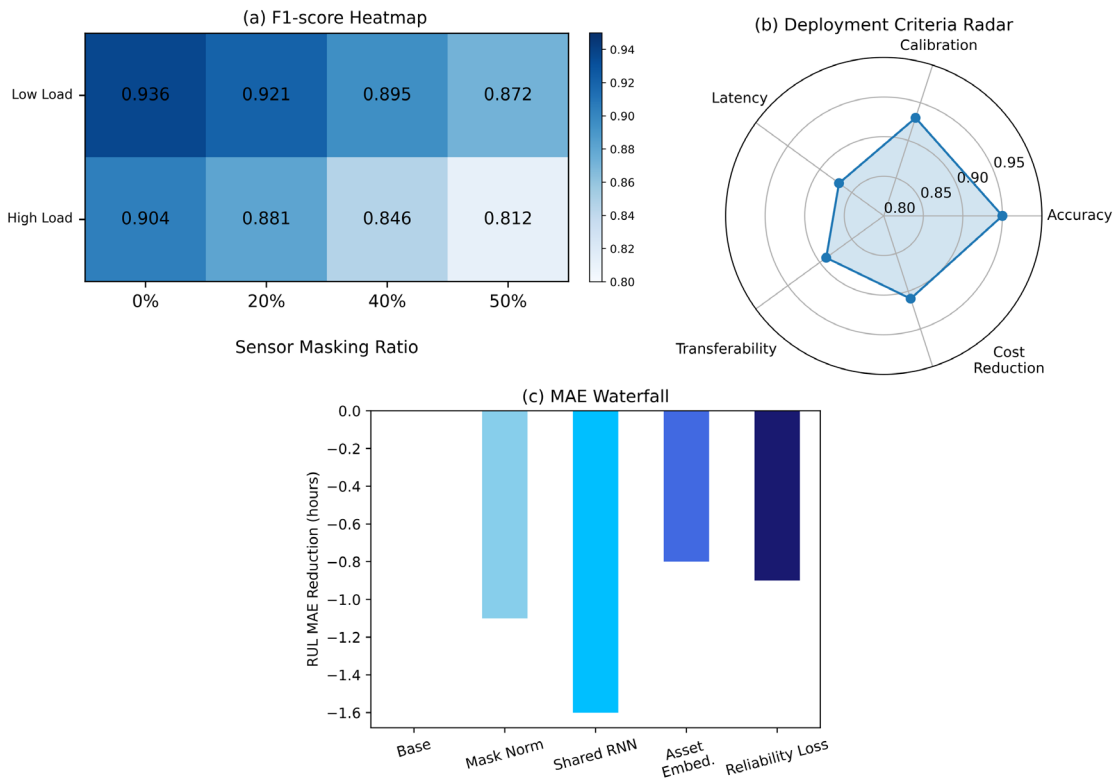 (a) F1-score Heatmap
Low Load
High Load
0.936
0.921
0.895
0.872
0.904
0.881
0.846
0.812
0%
20%
40%
50%
Sensor Masking Ratio
0.94
0.92
0.90
0.88
0.86
0.84
0.82
0.80
(b) Deployment Criteria Radar
Calibration
Latency
0.95
0.90
0.85
0.80
Accuracy
Transferability
Cost
Reduction
(c) MAE Waterfall
RUL MAE Reduction (hours)
0.0
−0.2
−0.4
−0.6
−0.8
−1.0
−1.2
−1.4
−1.6
Base
Mask Norm
Shared RNN
Asset
Embed.
Reliability Loss